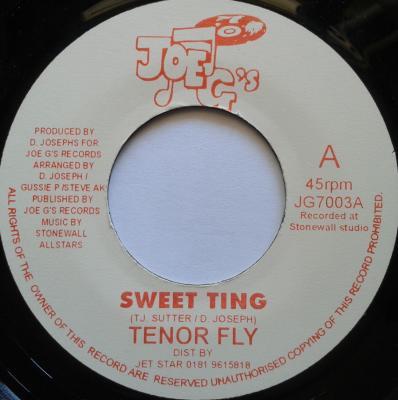 JOE G's
PRODUCED BY
D. JOSEPHS FOR
JOE G'S RECORDS
ARRANGED BY
D. JOSEPH /
GUSSIE P/STEVE AK
PUBLISHED BY
JOE G'S RECORDS
MUSIC BY
STONEWALL
ALLSTARS
A
45rpm
JG7003A
Recorded at
Stonewall studio
SWEET TING
(TJ. SUTTER / D. JOSEPH)
TENOR FLY
DIST BY
JET STAR 0181 9615818
ALL RIGHTS OF THE OWNER OF THIS RECORD ARE RESERVED UNAUTHORISED COPYING OF THIS RECORD PROHIBITED.